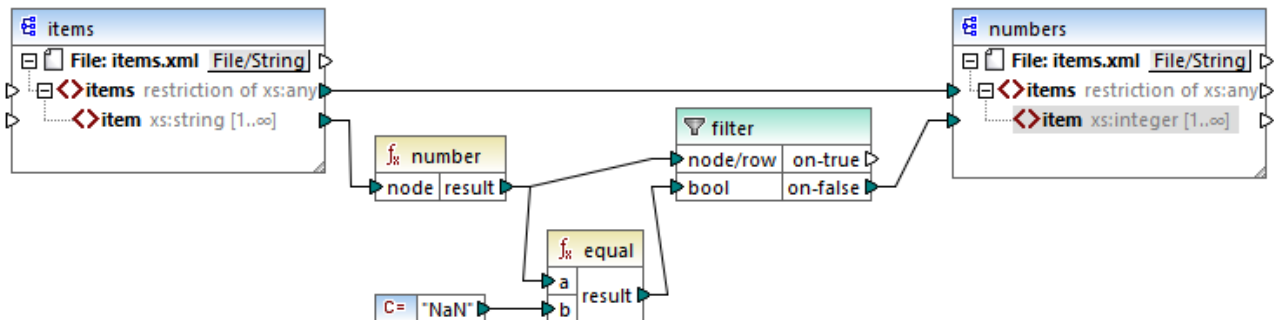 items
File: items.xml File/String
items restriction of xs:any
item xs:string [1..∞]
number
node result
filter
node/row on-true
bool on-false
equal
a
b
result
C= "NaN"
numbers
File: items.xml File/String
items restriction of xs:any
item xs:integer [1..∞]